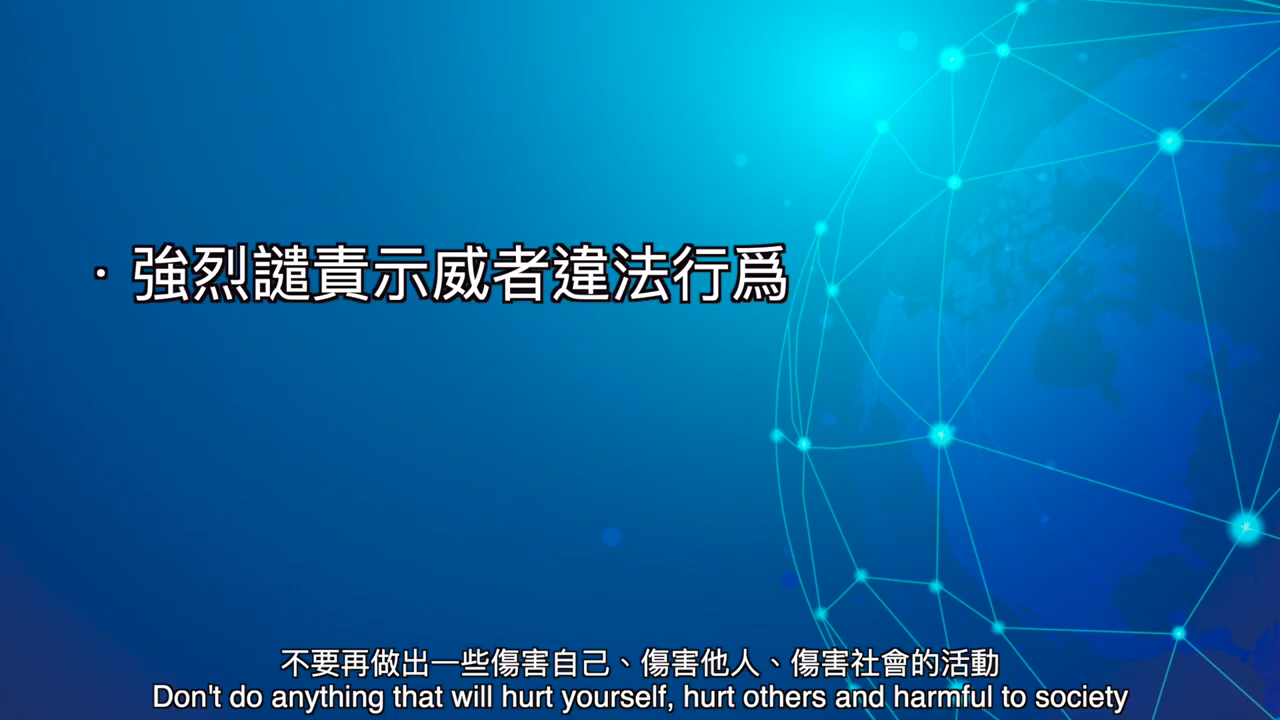 · 強烈譴責示威者違法行爲
不要再做出一些傷害自己、傷害他人、傷害社會的活動
Don't do anything that will hurt yourself, hurt others and harmful to society